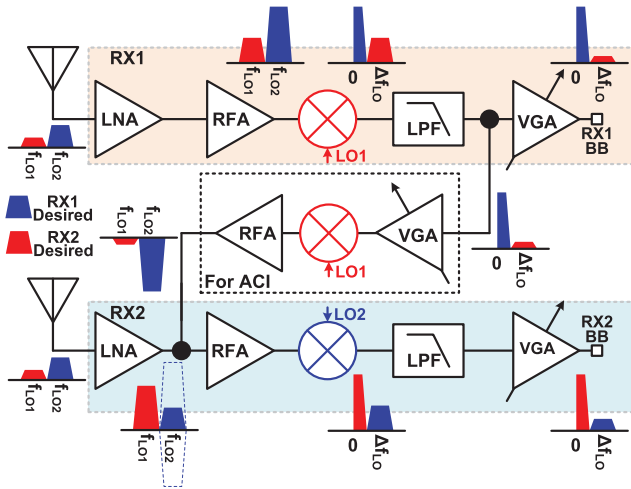 RX1
f_LO1
f_LO2
0
Δf_LO
0
Δf_LO
LNA
RFA
LO1
LPF
VGA
RX1
BB
f_LO1
f_LO2
RX1
Desired
RX2
Desired
f_LO1
f_LO2
RFA
LO1
VGA
For ACI
0
Δf_LO
RX2
LNA
RFA
LO2
LPF
VGA
RX2
BB
f_LO1
f_LO2
f_LO1
f_LO2
0
Δf_LO
0
Δf_LO